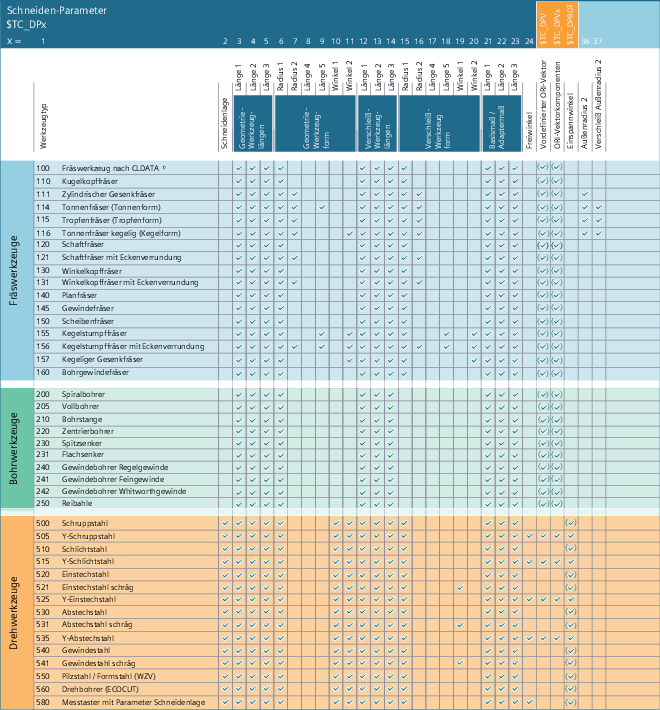 Schneiden-Parameter
$TC_DPx
X = 1 2 3 4 5 6 7 8 9 10 11 12 13 14 15 16 17 18 19 20 21 22 23 24 $TC_DPV $TC_DPVx $TC_DPROT 36 37
Werkzeugtyp
Schneidenlage
Länge 1
Länge 2
Länge 3
Geometrie -
Werkzeug-
längen
Radius 1
Radius 2
Länge 4
Länge 5
Winkel 1
Winkel 2
Geometrie -
Werkzeug-
form
Länge 1
Länge 2
Länge 3
Verschleiß -
Werkzeug-
längen
Radius 1
Radius 2
Länge 4
Länge 5
Winkel 1
Winkel 2
Verschleiß -
Werkzeug
form
Länge 1
Länge 2
Länge 3
Basismaß /
Adaptermaß
Freiwinkel
Vordefinierter ORI-Vektor
ORI-Vektorkomponenten
Einspannwinkel
Außenradius 2
Verschleiß Außenradius 2
Fräswerkzeuge
100 Fräswerkzeug nach CLDATA ¹⁾
110 Kugelkopffräser
111 Zylindrischer Gesenkfräser
114 Tonnenfräser (Tonnenform)
115 Tropfenfräser (Tropfenform)
116 Tonnenfräser kegelig (Kegelform)
120 Schaftfräser
121 Schaftfräser mit Eckenverrundung
130 Winkelkopffräser
131 Winkelkopffräser mit Eckenverrundung
140 Planfräser
145 Gewindefräser
150 Scheibenfräser
155 Kegelstumpffräser
156 Kegelstumpffräser mit Eckenverrundung
157 Kegeliger Gesenkfräser
160 Bohrgewindefräser
Bohrwerkzeuge
200 Spiralbohrer
205 Vollbohrer
210 Bohrstange
220 Zentrierbohrer
230 Spitzsenker
231 Flachsenker
240 Gewindebohrer Regelgewinde
241 Gewindebohrer Feingewinde
242 Gewindebohrer Whitworthgewinde
250 Reibahle
Drehwerkzeuge
500 Schruppstahl
505 Y-Schruppstahl
510 Schlichtstahl
515 Y-Schlichtstahl
520 Einstechstahl
521 Einstechstahl schräg
525 Y-Einstechstahl
530 Abstechstahl
531 Abstechstahl schräg
535 Y-Abstechstahl
540 Gewindestahl
541 Gewindestahl schräg
550 Pilzstahl / Formstahl (WZV)
560 Drehbohrer (ECOCUT)
580 Messtaster mit Parameter Schneidenlage